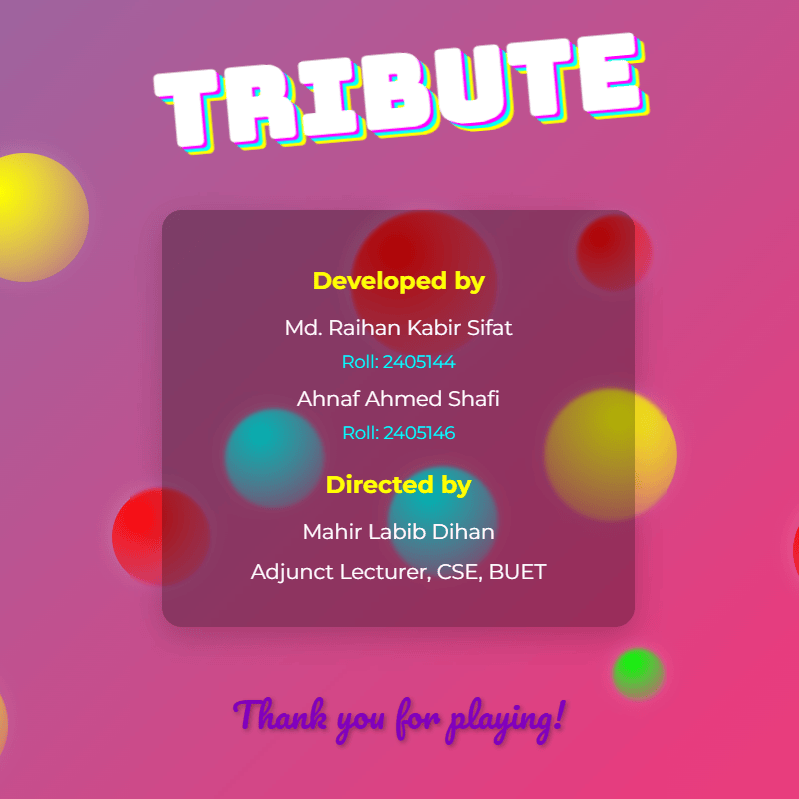 TRIBUTE
Developed by
Md. Raihan Kabir Sifat
Roll: 2405144
Ahnaf Ahmed Shafi
Roll: 2405146
Directed by
Mahir Labib Dihan
Adjunct Lecturer, CSE, BUET
Thank you for playing!